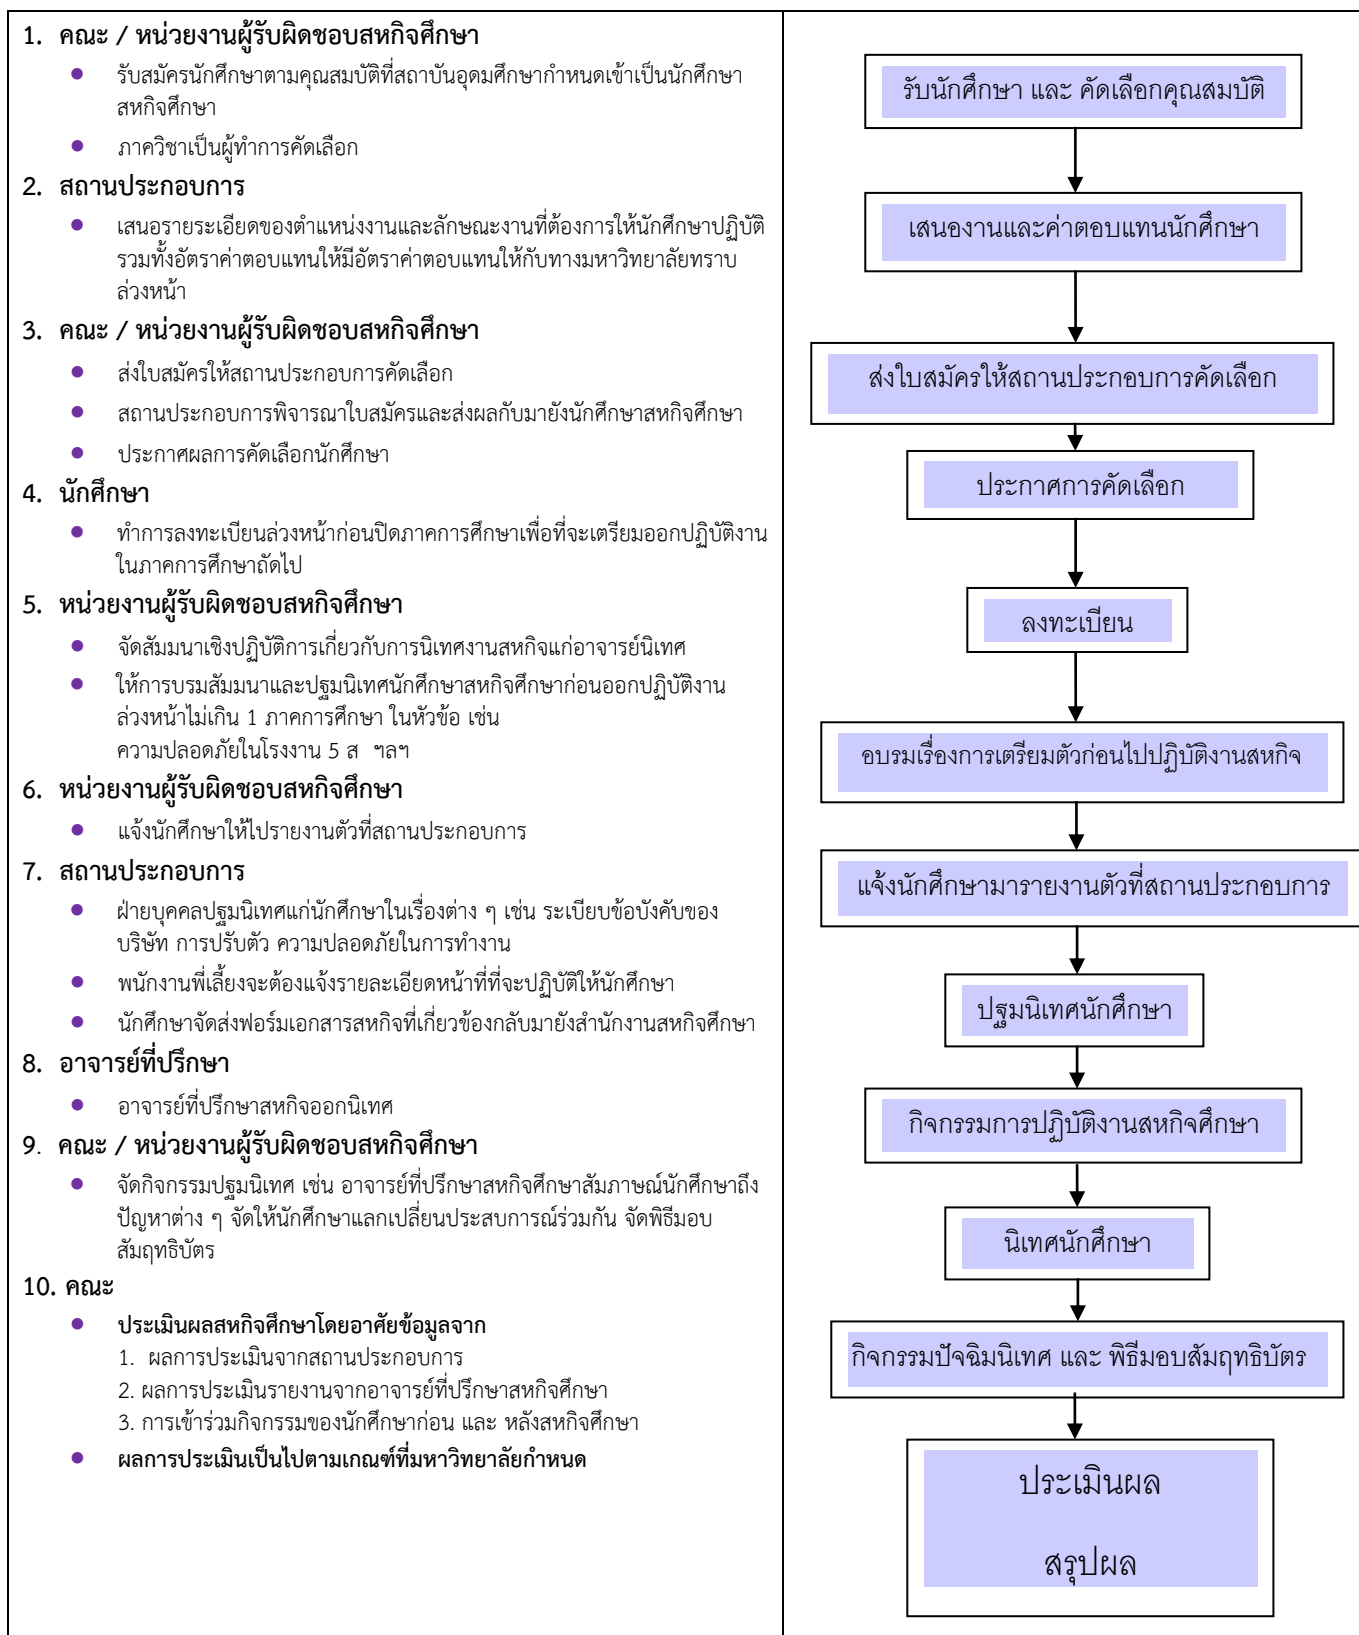 1. คณะ / หน่วยงานผู้รับผิดชอบสหกิจศึกษา
● รับสมัครนักศึกษาตามคุณสมบัติที่สถาบันอุดมศึกษากำหนดเข้าเป็นนักศึกษา
สหกิจศึกษา
● ภาควิชาเป็นผู้ทำการคัดเลือก
2. สถานประกอบการ
● เสนอรายระเอียดของตำแหน่งงานและลักษณะงานที่ต้องการให้นักศึกษาปฏิบัติ
รวมทั้งอัตราค่าตอบแทนให้มีอัตราค่าตอบแทนให้กับทางมหาวิทยาลัยทราบ
ล่วงหน้า
3. คณะ / หน่วยงานผู้รับผิดชอบสหกิจศึกษา
● ส่งใบสมัครให้สถานประกอบการคัดเลือก
● สถานประกอบการพิจารณาใบสมัครและส่งผลกับมายังนักศึกษาสหกิจศึกษา
● ประกาศผลการคัดเลือกนักศึกษา
4. นักศึกษา
● ทำการลงทะเบียนล่วงหน้าก่อนปิดภาคการศึกษาเพื่อที่จะเตรียมออกปฏิบัติงาน
ในภาคการศึกษาถัดไป
5. หน่วยงานผู้รับผิดชอบสหกิจศึกษา
● จัดสัมมนาเชิงปฏิบัติการเกี่ยวกับการนิเทศงานสหกิจแก่อาจารย์นิเทศ
● ให้การบรมสัมมนาและปฐมนิเทศนักศึกษาสหกิจศึกษาก่อนออกปฏิบัติงาน
ล่วงหน้าไม่เกิน 1 ภาคการศึกษา ในหัวข้อ เช่น
ความปลอดภัยในโรงงาน 5 ส ฯลฯ
6. หน่วยงานผู้รับผิดชอบสหกิจศึกษา
● แจ้งนักศึกษาให้ไปรายงานตัวที่สถานประกอบการ
7. สถานประกอบการ
● ฝ่ายบุคคลปฐมนิเทศแก่นักศึกษาในเรื่องต่าง ๆ เช่น ระเบียบข้อบังคับของ
บริษัท การปรับตัว ความปลอดภัยในการทำงาน
● พนักงานพี่เลี้ยงจะต้องแจ้งรายละเอียดหน้าที่ที่จะปฏิบัติให้นักศึกษา
● นักศึกษาจัดส่งฟอร์มเอกสารสหกิจที่เกี่ยวข้องกลับมายังสำนักงานสหกิจศึกษา
8. อาจารย์ที่ปรึกษา
● อาจารย์ที่ปรึกษาสหกิจออกนิเทศ
9. คณะ / หน่วยงานผู้รับผิดชอบสหกิจศึกษา
● จัดกิจกรรมปฐมนิเทศ เช่น อาจารย์ที่ปรึกษาสหกิจศึกษาสัมภาษณ์นักศึกษาถึง
ปัญหาต่าง ๆ จัดให้นักศึกษาแลกเปลี่ยนประสบการณ์ร่วมกัน จัดพิธีมอบ
สัมฤทธิบัตร
10. คณะ
● ประเมินผลสหกิจศึกษาโดยอาศัยข้อมูลจาก
1. ผลการประเมินจากสถานประกอบการ
2. ผลการประเมินรายงานจากอาจารย์ที่ปรึกษาสหกิจศึกษา
3. การเข้าร่วมกิจกรรมของนักศึกษาก่อน และ หลังสหกิจศึกษา
● ผลการประเมินเป็นไปตามเกณฑ์ที่มหาวิทยาลัยกำหนด
รับนักศึกษา และ คัดเลือกคุณสมบัติ
เสนองานและค่าตอบแทนนักศึกษา
ส่งใบสมัครให้สถานประกอบการคัดเลือก
ประกาศการคัดเลือก
ลงทะเบียน
อบรมเรื่องการเตรียมตัวก่อนไปปฏิบัติงานสหกิจ
แจ้งนักศึกษามารายงานตัวที่สถานประกอบการ
ปฐมนิเทศนักศึกษา
กิจกรรมการปฏิบัติงานสหกิจศึกษา
นิเทศนักศึกษา
กิจกรรมปัจฉิมนิเทศ และ พิธีมอบสัมฤทธิบัตร
ประเมินผล
สรุปผล